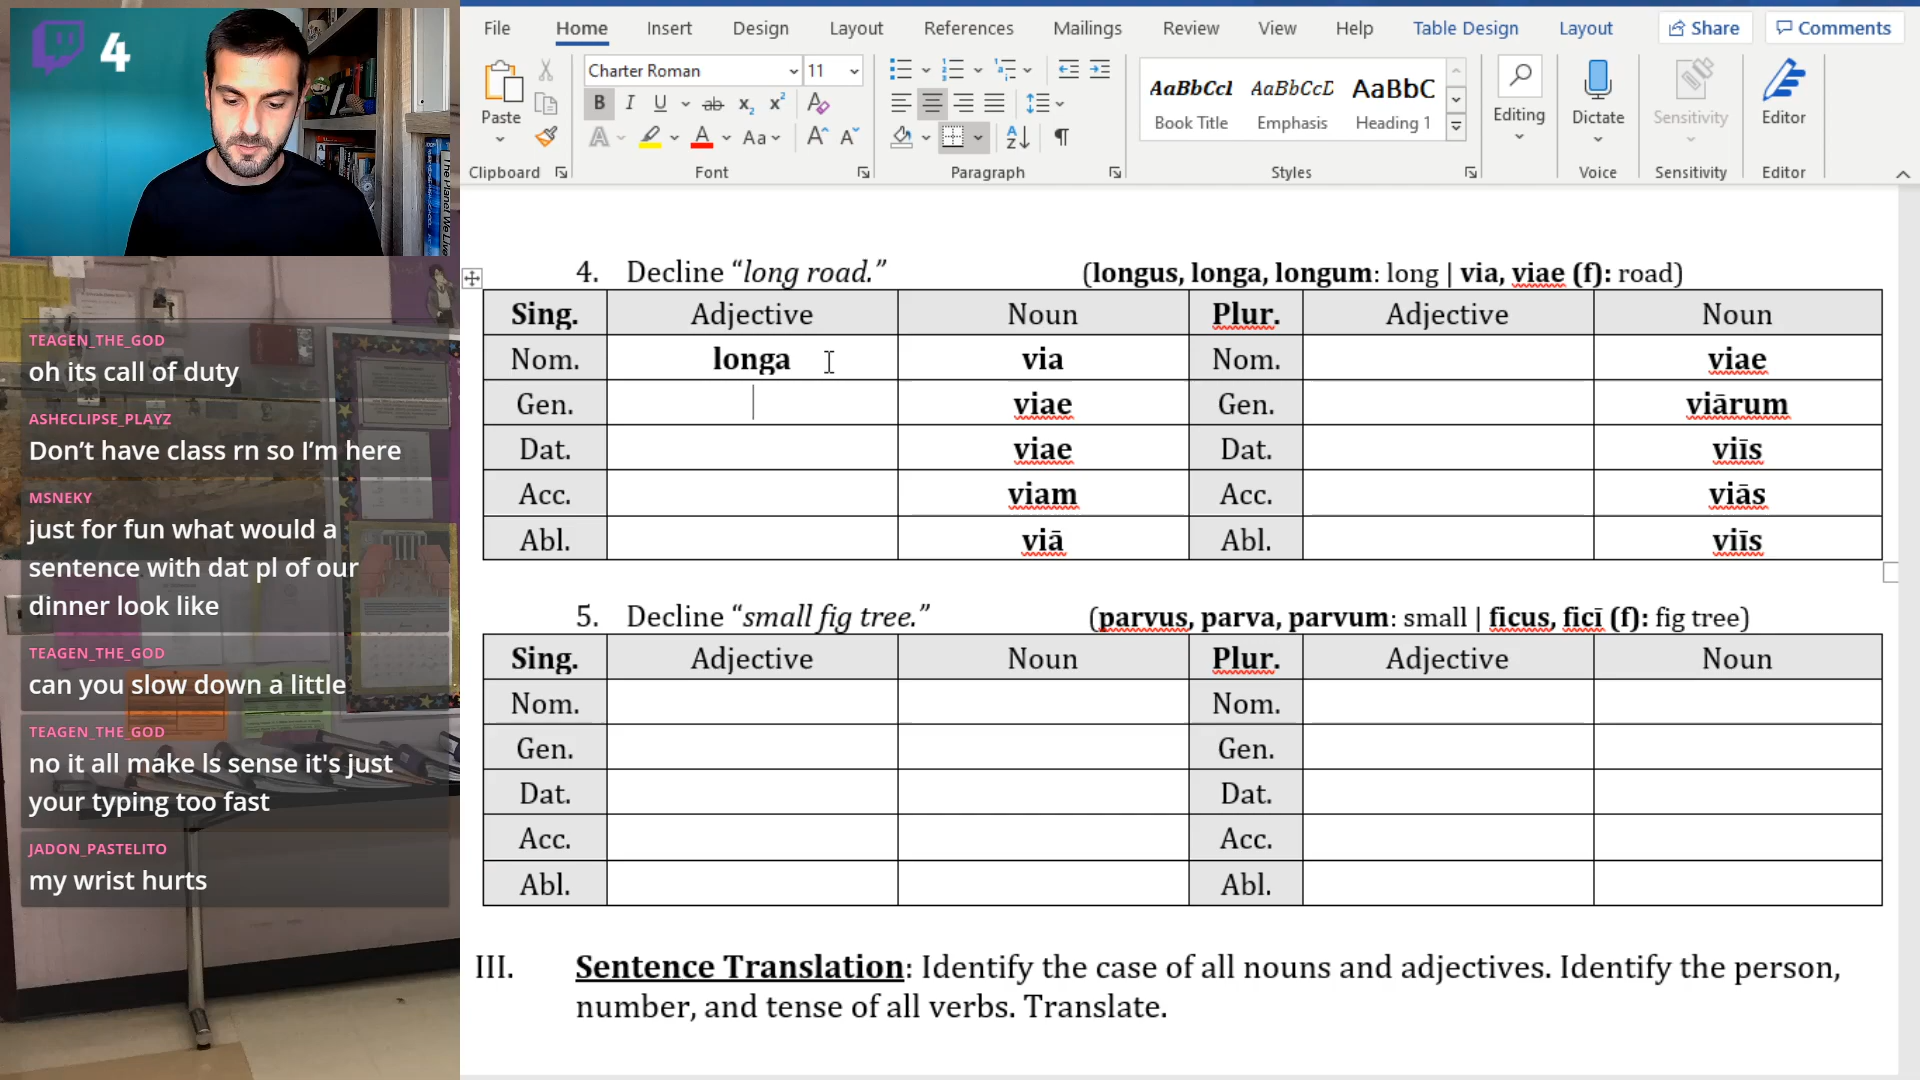 4
TEAGEN_THE_GOD
oh its call of duty
ASHECLIPSE_PLAYZ
Don’t have class rn so I’m here
MSNEKY
just for fun what would a
sentence with dat pl of our
dinner look like
TEAGEN_THE_GOD
can you slow down a little
TEAGEN_THE_GOD
no it all make ls sense it's just
your typing too fast
JADON_PASTELITO
my wrist hurts
File Home Insert Design Layout References Mailings Review View Help Table Design Layout Share Comments
Paste
Clipboard
Charter Roman 11
B I U ab x₂ x² A
A A Aa A A
Font
Paragraph
AaBbCcI AaBbCcD AaBbC
Book Title Emphasis Heading 1
Styles
Editing
Dictate
Voice
Sensitivity
Sensitivity
Editor
Editor
4. Decline “long road.” (longus, longa, longum: long | via, viae (f): road)
Sing. Adjective Noun Plur. Adjective Noun
Nom. longa via Nom. viae
Gen. viae Gen. viārum
Dat. viae Dat. viīs
Acc. viam Acc. viās
Abl. viā Abl. viīs
5. Decline “small fig tree.” (parvus, parva, parvum: small | ficus, ficī (f): fig tree)
Sing. Adjective Noun Plur. Adjective Noun
Nom. Nom.
Gen. Gen.
Dat. Dat.
Acc. Acc.
Abl. Abl.
III. Sentence Translation: Identify the case of all nouns and adjectives. Identify the person,
number, and tense of all verbs. Translate.